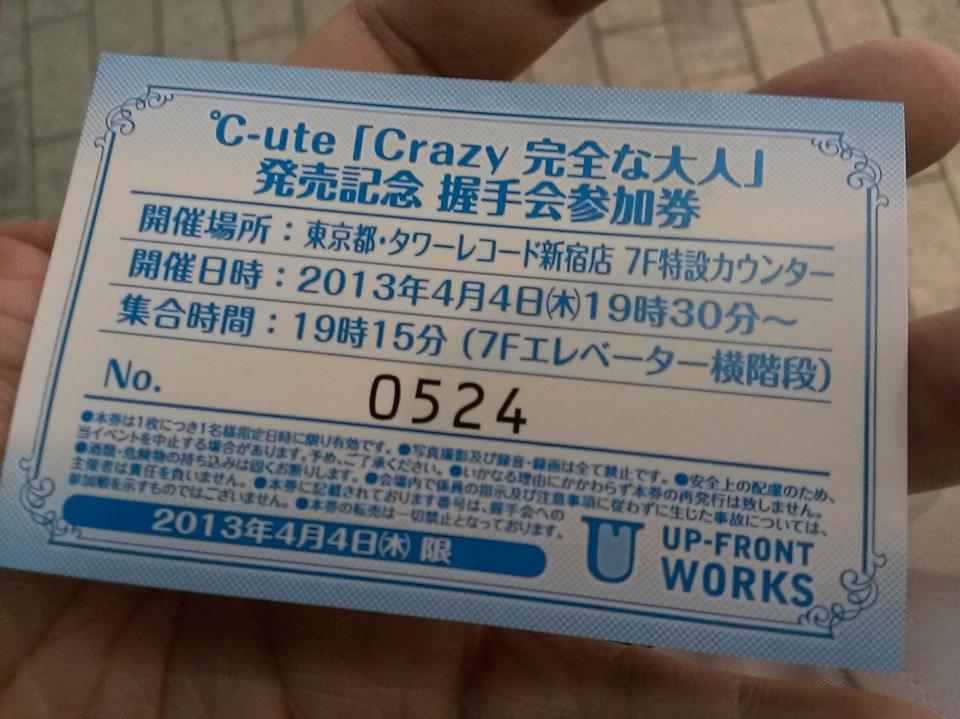 ℃-ute「Crazy 完全な大人」
発売記念 握手会参加券
開催場所：東京都・タワーレコード新宿店 7F特設カウンター
開催日時：2013年4月4日㈭19時30分～
集合時間：19時15分（7Fエレベーター横階段）
No. 0524
●本券は1枚につき1名様指定日時に限り有効です。●写真撮影及び録音・録画は全て禁止です。●安全上の配慮のため、
当イベントを中止する場合があります。予め、ご了承ください。●いかなる理由にかかわらず本券の再発行は致しません。
●酒類・危険物の持ち込みは固くお断りします。●会場内で係員の指示及び注意事項に従わずに生じた事故については、
主催者は責任を負いません。●本券に記載されております番号は、握手会への
参加順を示すものではございません。●本券の転売は一切禁止となっております。
2013年4月4日㈭ 限
UP-FRONT
WORKS